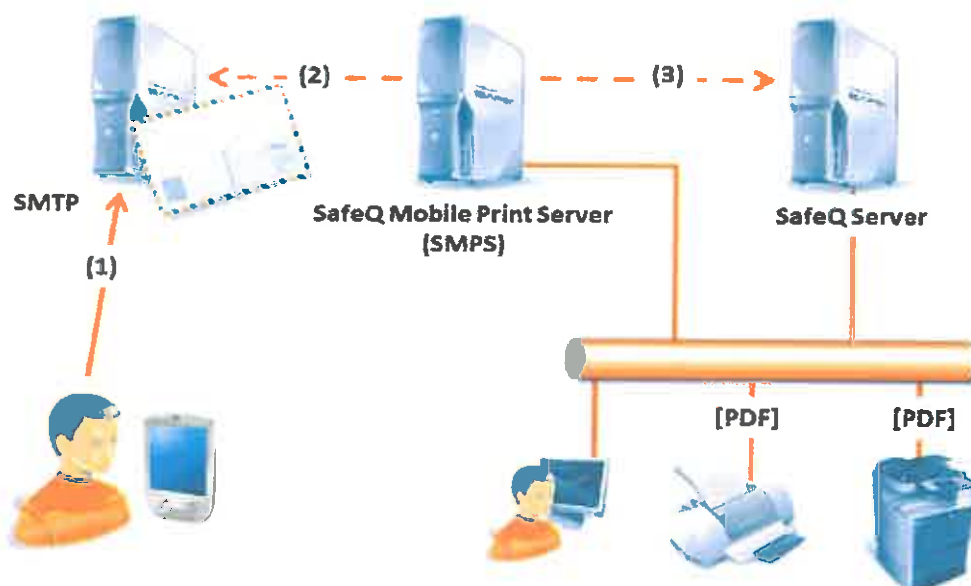 (2)
(3)
SMTP
SafeQ Mobile Print Server
(SMPS)
SafeQ Server
(1)
[PDF]
[PDF]